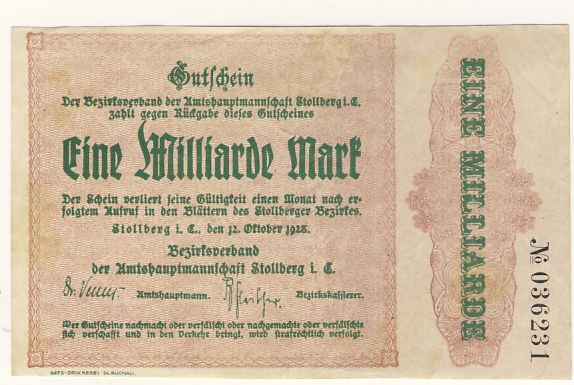 Gutschein
Der Bezirksverband der Amtshauptmannschaft Stollberg i. E.
zahlt gegen Rückgabe dieses Gutscheines
Eine Milliarde Mark
Der Schein verliert seine Gültigkeit einen Monat nach er-
folgtem Aufruf in den Blättern des Stollberger Bezirkes.
Stollberg i. E., den 12. Oktober 1923.
Bezirksverband
der Amtshauptmannschaft Stollberg i. E.
Amtshauptmann. Bezirkskassierer.
Wer Gutscheine nachmacht oder verfälscht oder nachgemachte oder verfälschte
sich verschafft und in den Verkehr bringt, wird strafrechtlich verfolgt.
RATS-DRUCKEREI GLAUCHAU.
EINE MILLIARDE
№ 036231